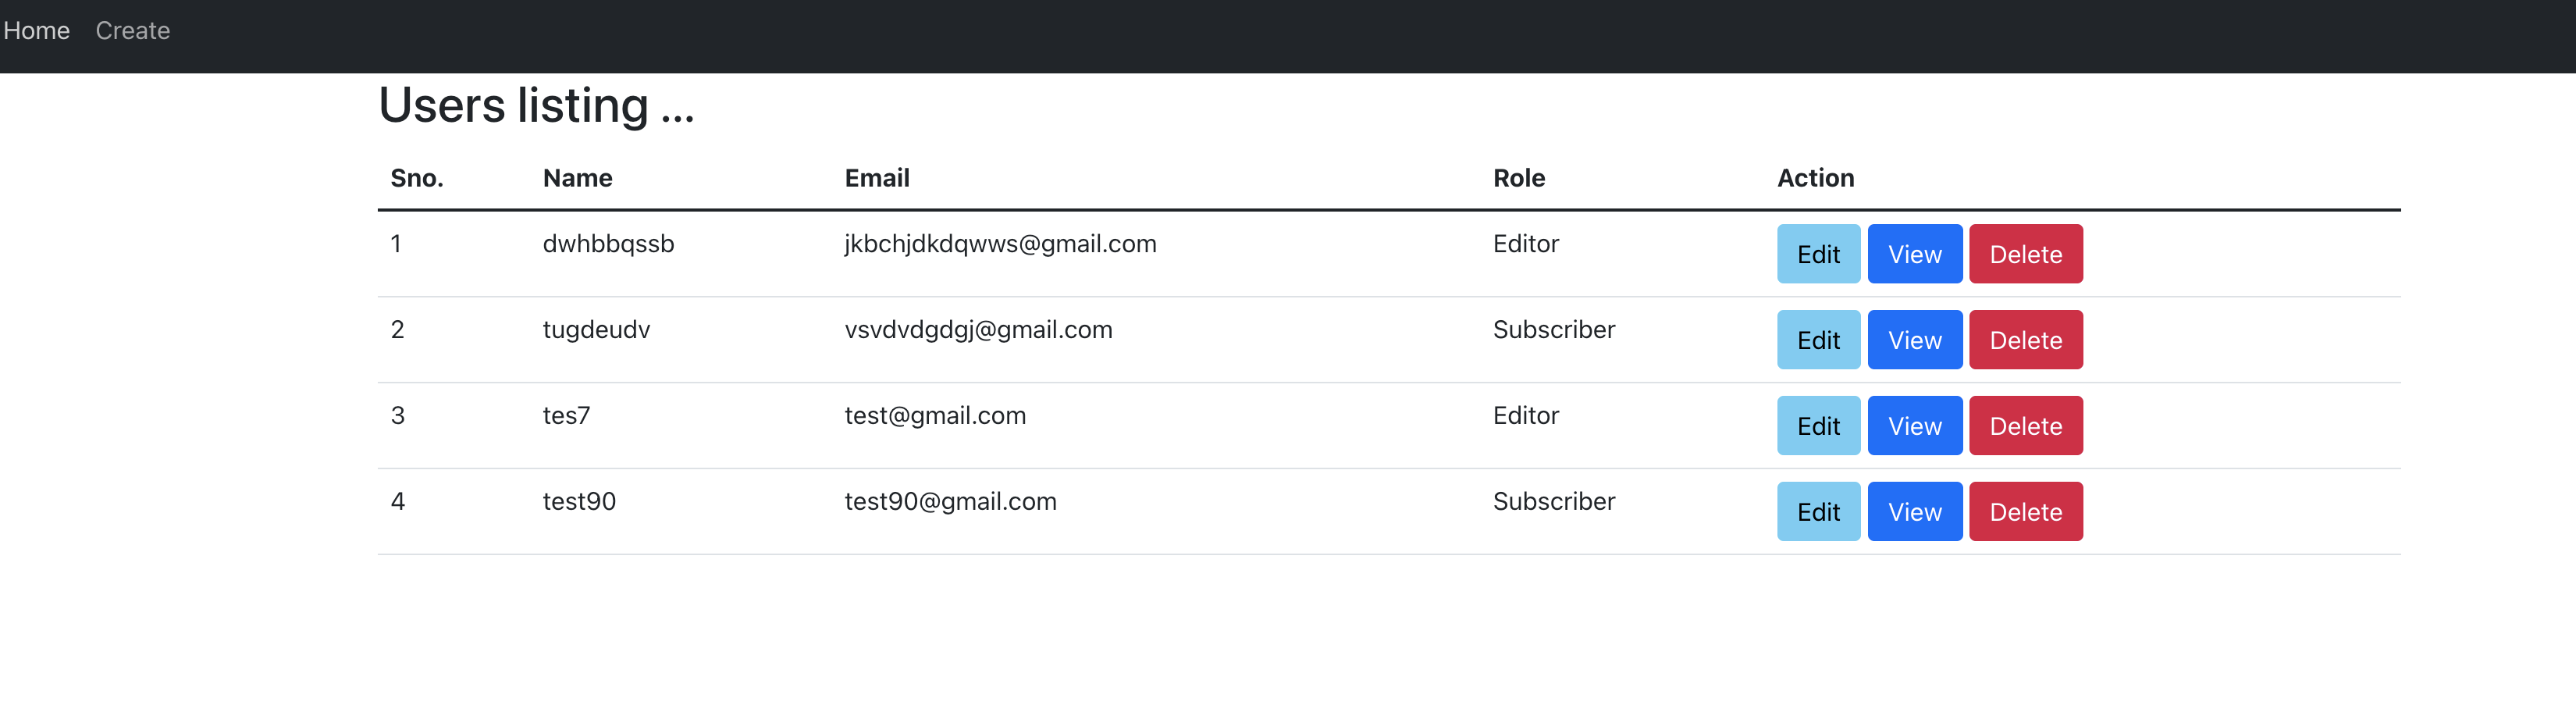 Home Create
Users listing ...
Sno. Name Email Role Action
1 dwhbbqssb jkbchjdkdqwws@gmail.com Editor Edit View Delete
2 tugdeudv vsvdvdgdgj@gmail.com Subscriber Edit View Delete
3 tes7 test@gmail.com Editor Edit View Delete
4 test90 test90@gmail.com Subscriber Edit View Delete